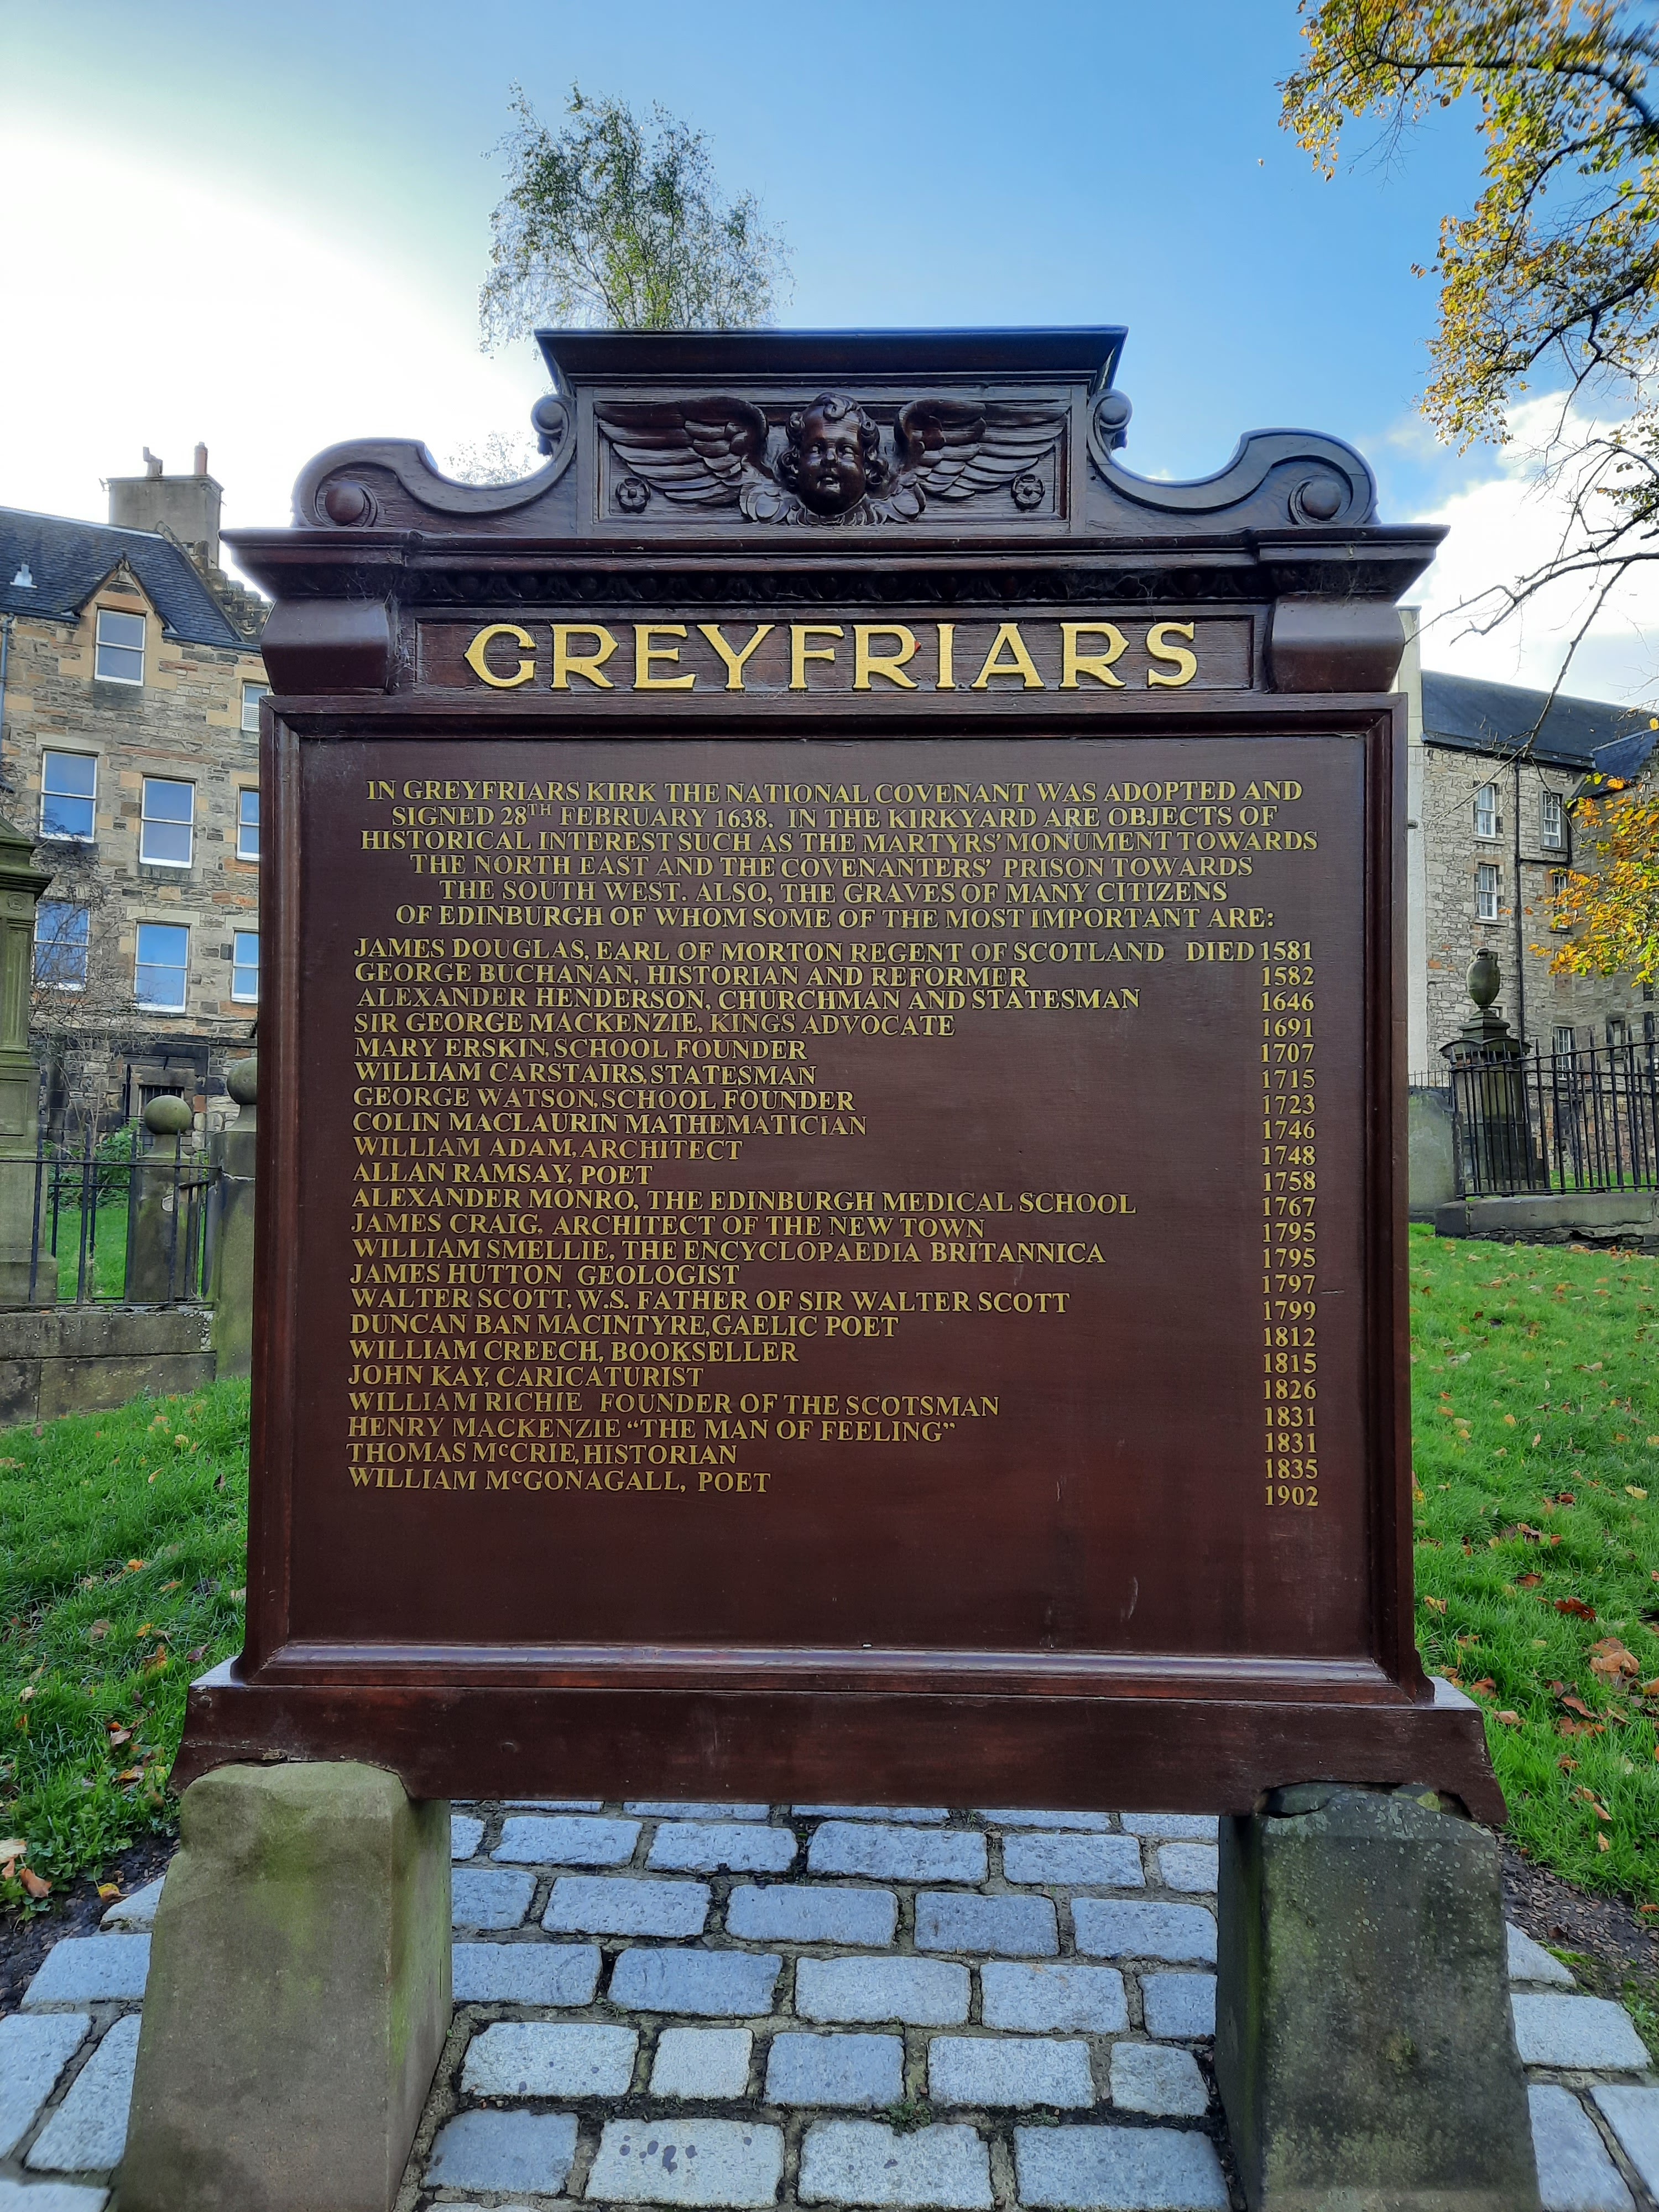 GREYFRIARS
IN GREYFRIARS KIRK THE NATIONAL COVENANT WAS ADOPTED AND
SIGNED 28TH FEBRUARY 1638. IN THE KIRKYARD ARE OBJECTS OF
HISTORICAL INTEREST SUCH AS THE MARTYRS' MONUMENT TOWARDS
THE NORTH EAST AND THE COVENANTERS' PRISON TOWARDS
THE SOUTH WEST. ALSO, THE GRAVES OF MANY CITIZENS
OF EDINBURGH OF WHOM SOME OF THE MOST IMPORTANT ARE:
JAMES DOUGLAS, EARL OF MORTON REGENT OF SCOTLAND DIED 1581
GEORGE BUCHANAN, HISTORIAN AND REFORMER 1582
ALEXANDER HENDERSON, CHURCHMAN AND STATESMAN 1646
SIR GEORGE MACKENZIE, KINGS ADVOCATE 1691
MARY ERSKIN, SCHOOL FOUNDER 1707
WILLIAM CARSTAIRS, STATESMAN 1715
GEORGE WATSON, SCHOOL FOUNDER 1723
COLIN MACLAURIN MATHEMATICIAN 1746
WILLIAM ADAM, ARCHITECT 1748
ALLAN RAMSAY, POET 1758
ALEXANDER MONRO, THE EDINBURGH MEDICAL SCHOOL 1767
JAMES CRAIG, ARCHITECT OF THE NEW TOWN 1795
WILLIAM SMELLIE, THE ENCYCLOPAEDIA BRITANNICA 1795
JAMES HUTTON GEOLOGIST 1797
WALTER SCOTT, W.S. FATHER OF SIR WALTER SCOTT 1799
DUNCAN BAN MACINTYRE, GAELIC POET 1812
WILLIAM CREECH, BOOKSELLER 1815
JOHN KAY, CARICATURIST 1826
WILLIAM RICHIE FOUNDER OF THE SCOTSMAN 1831
HENRY MACKENZIE "THE MAN OF FEELING" 1831
THOMAS McCRIE, HISTORIAN 1835
WILLIAM McGONAGALL, POET 1902